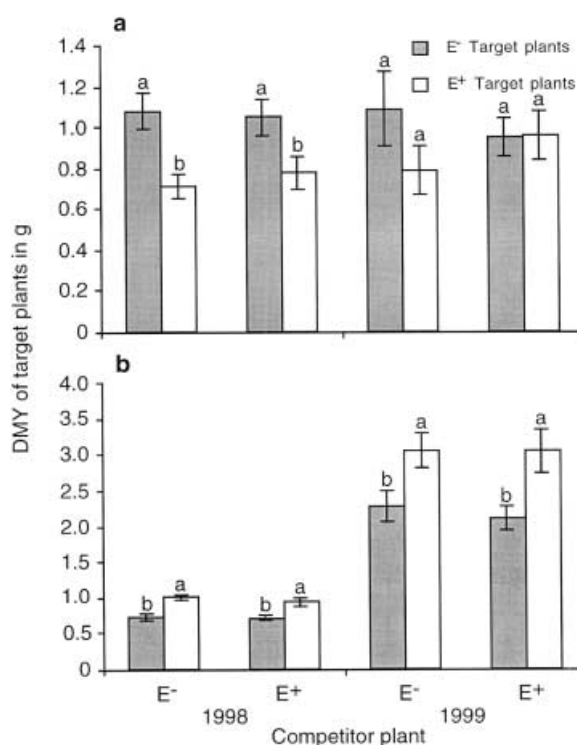 a
E⁻ Target plants
E⁺ Target plants
1.4
1.2
1.0
0.8
0.6
0.4
0.2
0
a
b
a
b
a
a
a
a
DMY of target plants in g
b
4.0
3.5
3.0
2.5
2.0
1.5
1.0
0.5
0
b
a
b
a
b
a
b
a
E⁻ E⁺ E⁻ E⁺
1998 1999
Competitor plant